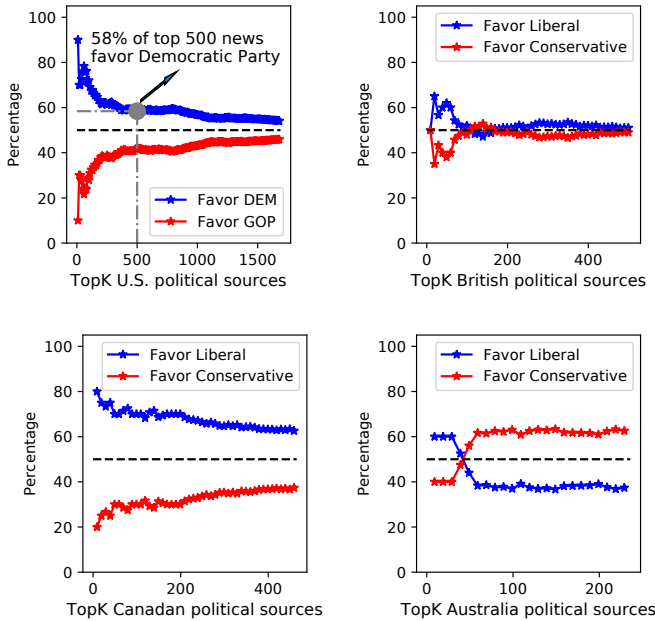 58% of top 500 news
favor Democratic Party
Percentage
100
80
60
40
20
0
Favor DEM
Favor GOP
0 500 1000 1500
TopK U.S. political sources
Percentage
100
80
60
40
20
0
Favor Liberal
Favor Conservative
0 200 400
TopK British political sources
Percentage
100
80
60
40
20
0
Favor Liberal
Favor Conservative
0 200 400
TopK Canadian political sources
Percentage
100
80
60
40
20
0
Favor Liberal
Favor Conservative
0 100 200
TopK Australia political sources